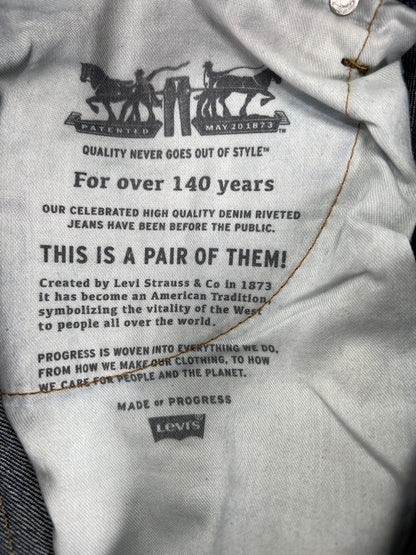 PATENTED MAY 20 1873 ™
QUALITY NEVER GOES OUT OF STYLE™
For over 140 years
OUR CELEBRATED HIGH QUALITY DENIM RIVETED
JEANS HAVE BEEN BEFORE THE PUBLIC.
THIS IS A PAIR OF THEM!
Created by Levi Strauss & Co in 1873
it has become an American Tradition,
symbolizing the vitality of the West
to people all over the world.
PROGRESS IS WOVEN INTO EVERYTHING WE DO,
FROM HOW WE MAKE OUR CLOTHING, TO HOW
WE CARE FOR PEOPLE AND THE PLANET.
MADE OF PROGRESS
Levi's